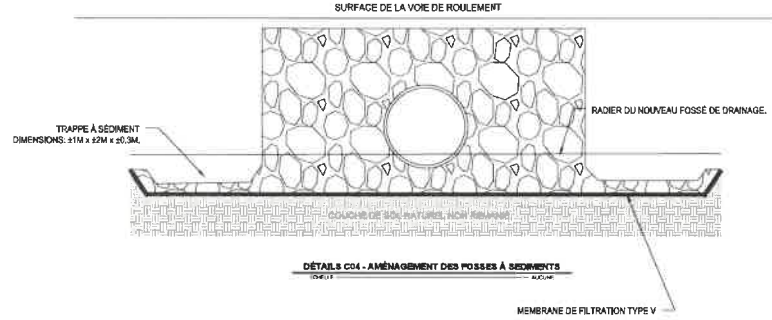 SURFACE DE LA VOIE DE ROULEMENT
RADIER DU NOUVEAU FOSSÉ DE DRAINAGE.
TRAPPE À SÉDIMENT
DIMENSIONS: ±1M x ±2M x ±0,3M.
COUCHE DE SOL NATUREL NON REMANIÉ
DÉTAILS C04 - AMÉNAGEMENT DES FOSSES À SÉDIMENTS
ÉCHELLE AUCUNE
MEMBRANE DE FILTRATION TYPE V